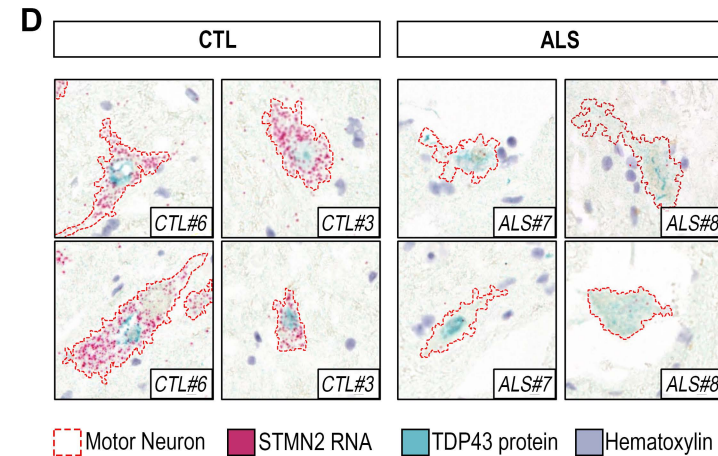 D
CTL ALS
CTL#6 CTL#3 ALS#7 ALS#8
CTL#6 CTL#3 ALS#7 ALS#8
Motor Neuron STMN2 RNA TDP43 protein Hematoxylin